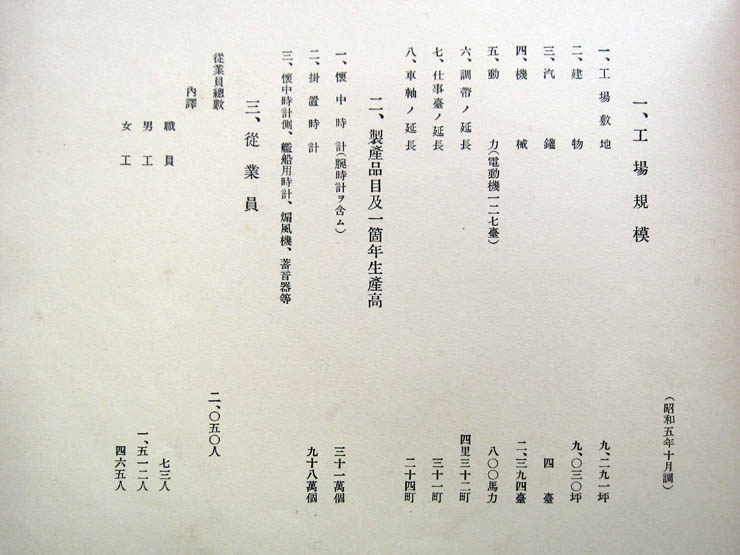 (昭和五年十月調)
一、工場規模
一、工場敷地 九、二九一坪
二、建物 九、〇三〇坪
三、汽鑵 四臺
四、機械 二、三九四臺
五、動力(電動機一二七臺) 八〇〇馬力
六、調帶ノ延長 四里三十二町
七、仕事臺ノ延長 三十一町
八、車軸ノ延長 二十四町
二、製產品目及一箇年生產高
一、懷中時計(腕時計ヲ含ム) 三十一萬個
二、掛置時計 九十八萬個
三、懷中時計側、艦船用時計、煽風機、蓄音器等
三、從業員
從業員總數 二、〇五〇人
內譯
職員 七三人
男工 一、五一二人
女工 四六五人